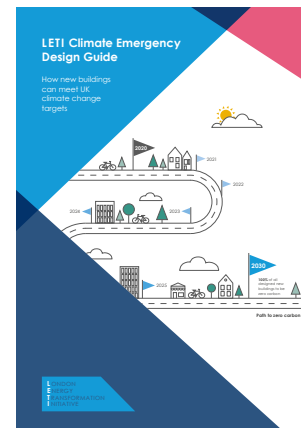 LETI Climate Emergency
Design Guide
How new buildings
can meet UK
climate change
targets
2020
2021
2022
2024
2023
2025
2030
100% of all
designed new
buildings to be
zero carbon
Path to zero carbon
LONDON
ENERGY
TRANSFORMATION
INITIATIVE